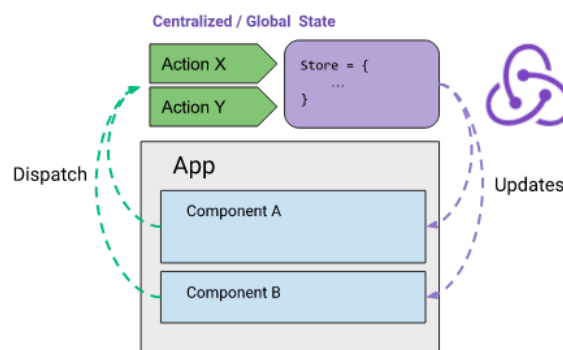 Centralized / Global State
Action X
Store = {
...
}
Action Y
App
Dispatch
Component A
Updates
Component B